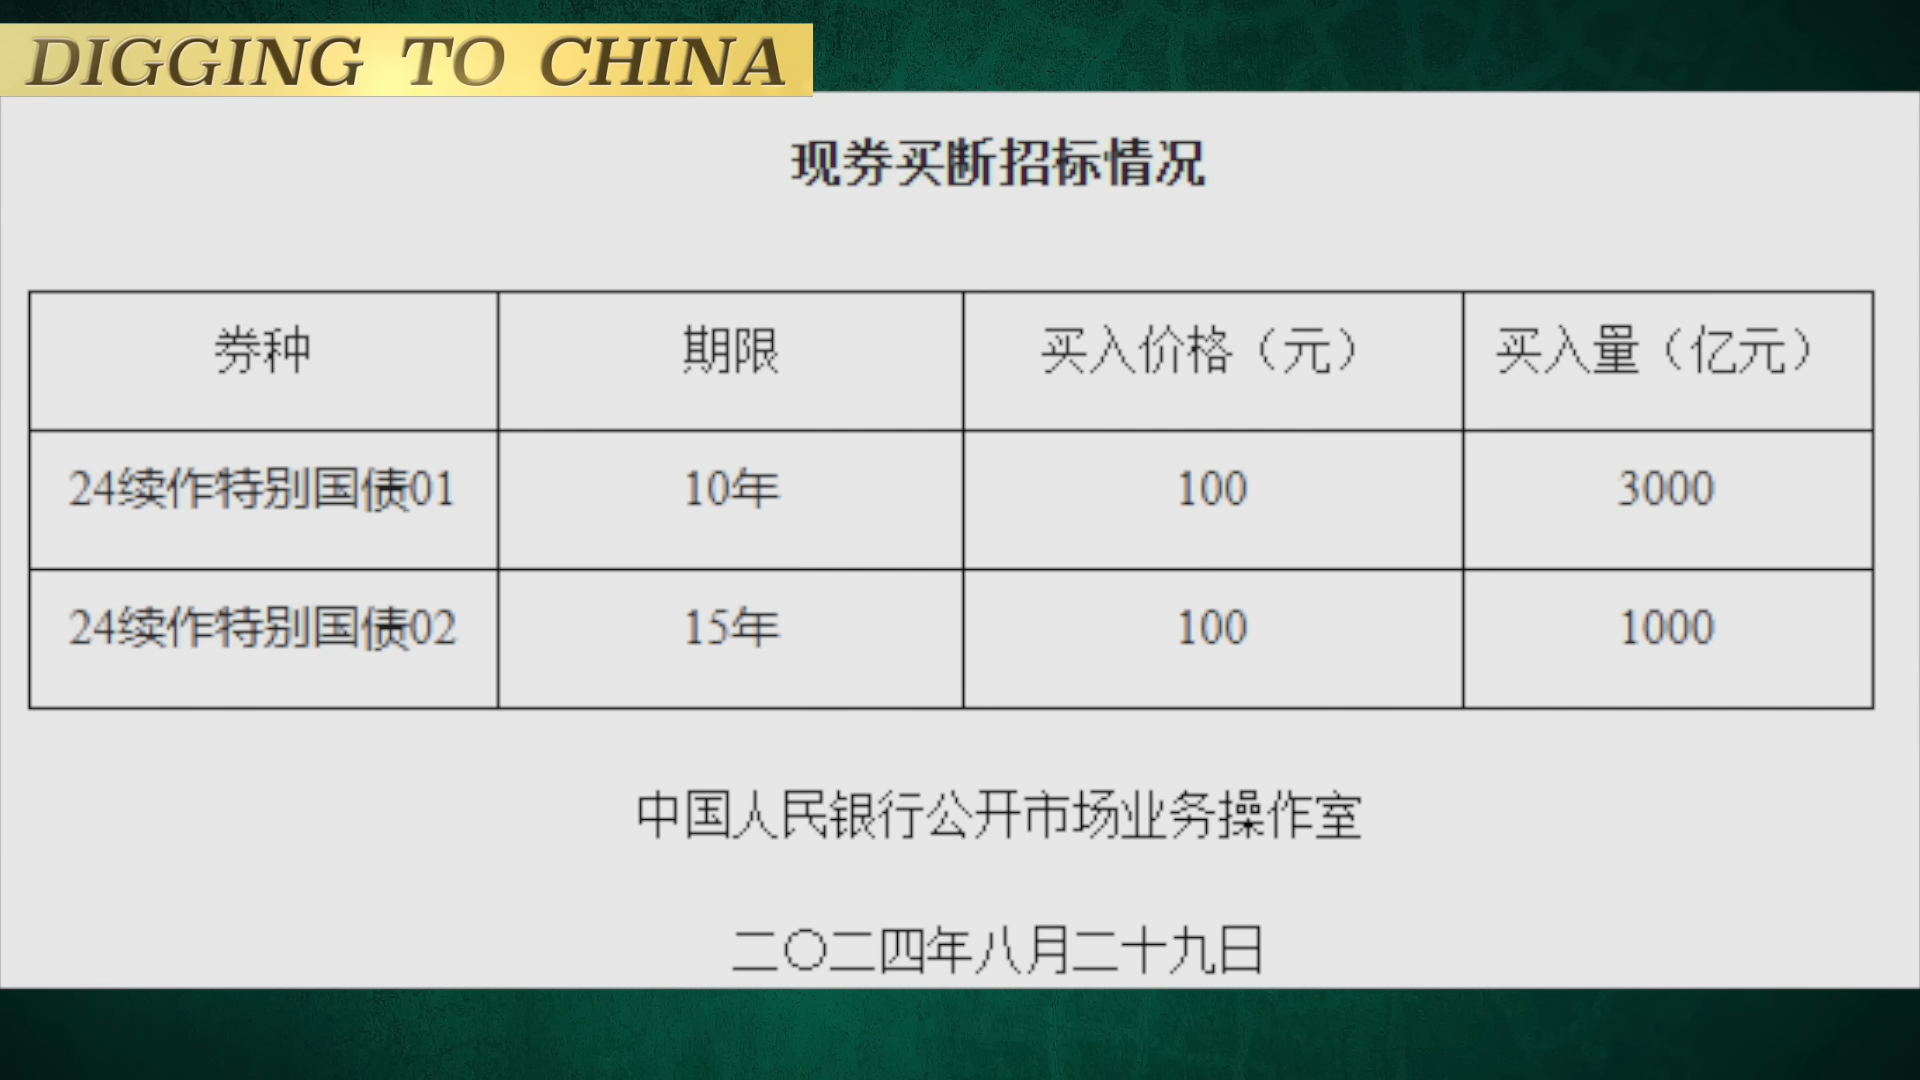 DIGGING TO CHINA
现券买断招标情况
券种 期限 买入价格（元） 买入量（亿元）
24续作特别国债01 10年 100 3000
24续作特别国债02 15年 100 1000
中国人民银行公开市场业务操作室
二〇二四年八月二十九日